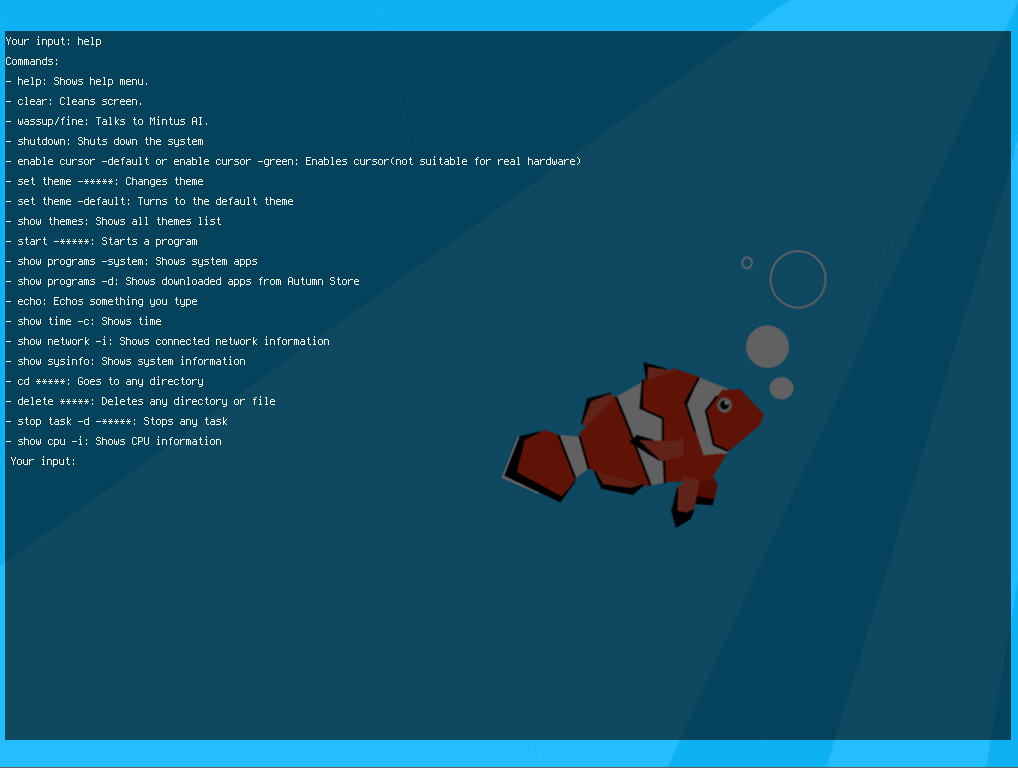 Your input: help
Commands:
- help: Shows help menu.
- clear: Cleans screen.
- wassup/fine: Talks to Mintus AI.
- shutdown: Shuts down the system
- enable cursor -default or enable cursor -green: Enables cursor(not suitable for real hardware)
- set theme -*****: Changes theme
- set theme -default: Turns to the default theme
- show themes: Shows all themes list
- start -*****: Starts a program
- show programs -system: Shows system apps
- show programs -d: Shows downloaded apps from Autumn Store
- echo: Echos something you type
- show time -c: Shows time
- show network -i: Shows connected network information
- show sysinfo: Shows system information
- cd *****: Goes to any directory
- delete *****: Deletes any directory or file
- stop task -d -*****: Stops any task
- show cpu -i: Shows CPU information
Your input: